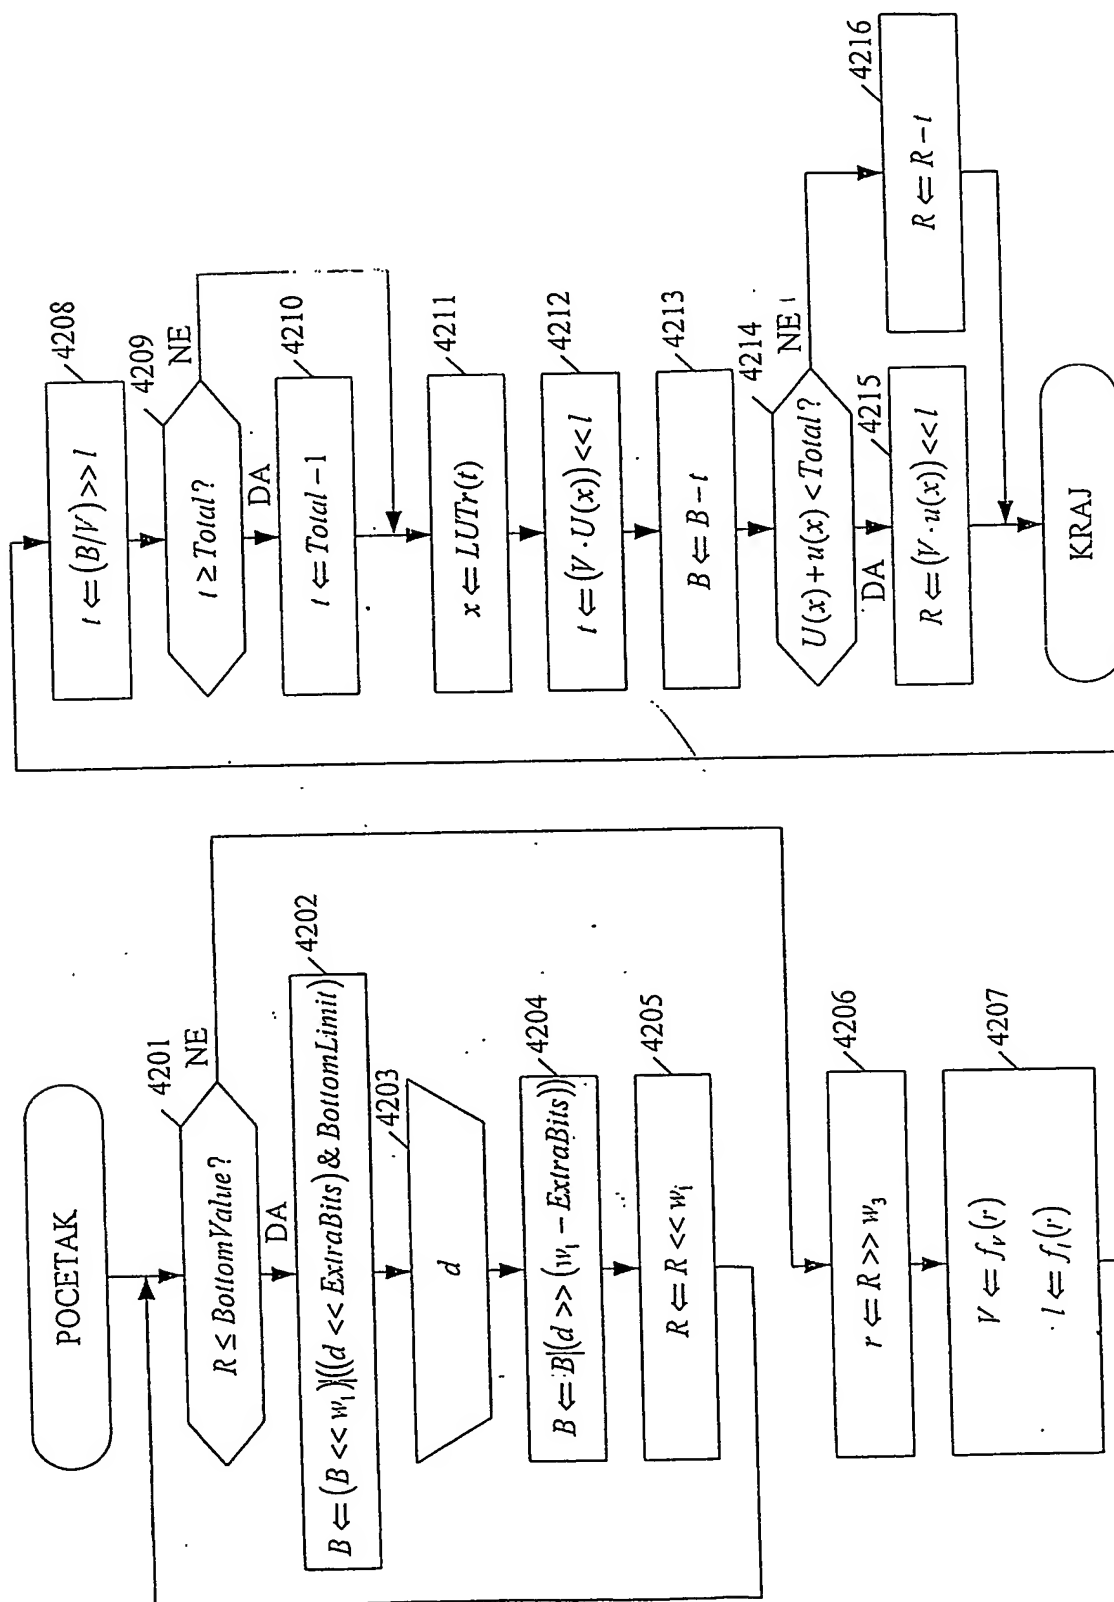 POCETAK
4201
R ≤ BottomValue?
NE
DA
4202
B ⇐ (B << w₁)|((d << ExtraBits) & BottomLimit)
4203
d
4204
B ⇐ B|(d >> (w₁ − ExtraBits))
4205
R ⇐ R << w₁
4206
r ⇐ R >> w₃
4207
V ⇐ fᵥ(r)
l ⇐ fₗ(r)
4208
t ⇐ (B/V) >> l
4209
NE
t ≥ Total?
DA
4210
t ⇐ Total − 1
4211
x ⇐ LUTr(t)
4212
t ⇐ (V · U(x)) << l
4213
B ⇐ B − t
4214
NE
U(x) + u(x) < Total?
DA
4215
R ⇐ (V · u(x)) << l
4216
R ⇐ R − t
KRAJ